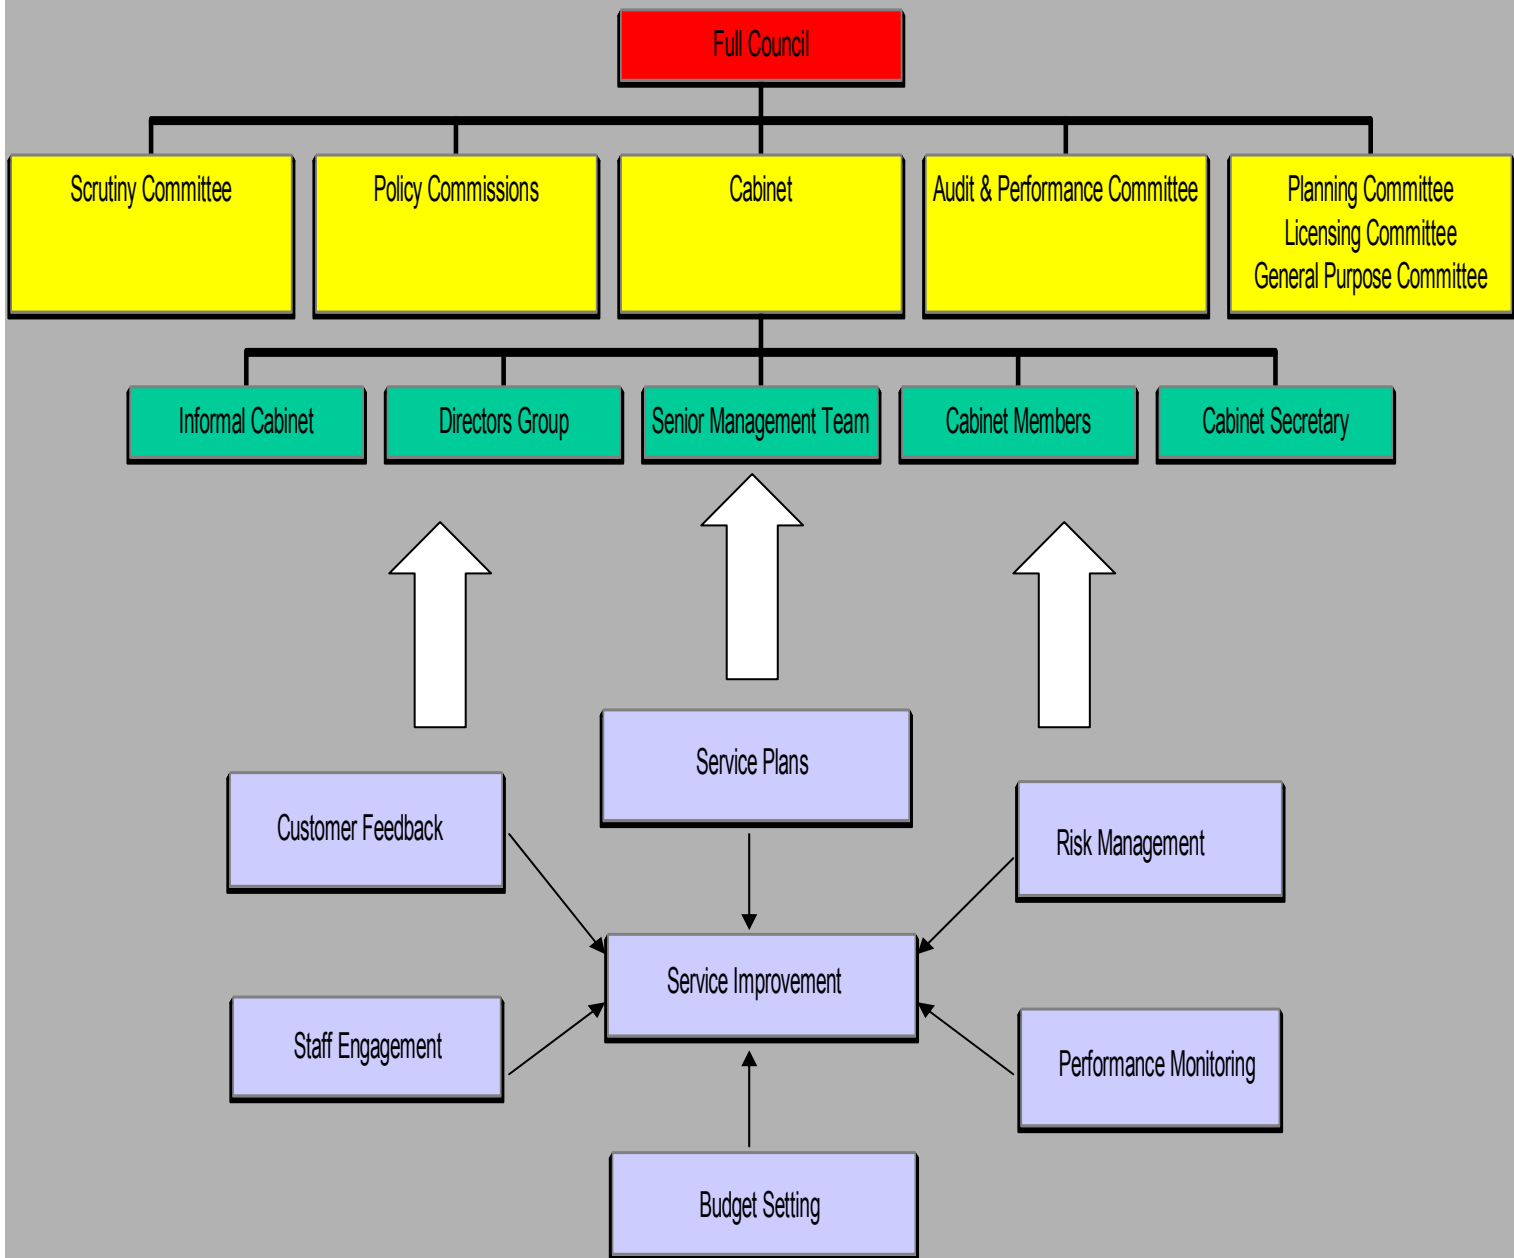 Full Council
Scrutiny Committee
Policy Commissions
Cabinet
Audit & Performance Committee
Planning Committee
Licensing Committee
General Purpose Committee
Informal Cabinet
Directors Group
Senior Management Team
Cabinet Members
Cabinet Secretary
Service Plans
Customer Feedback
Risk Management
Service Improvement
Staff Engagement
Performance Monitoring
Budget Setting